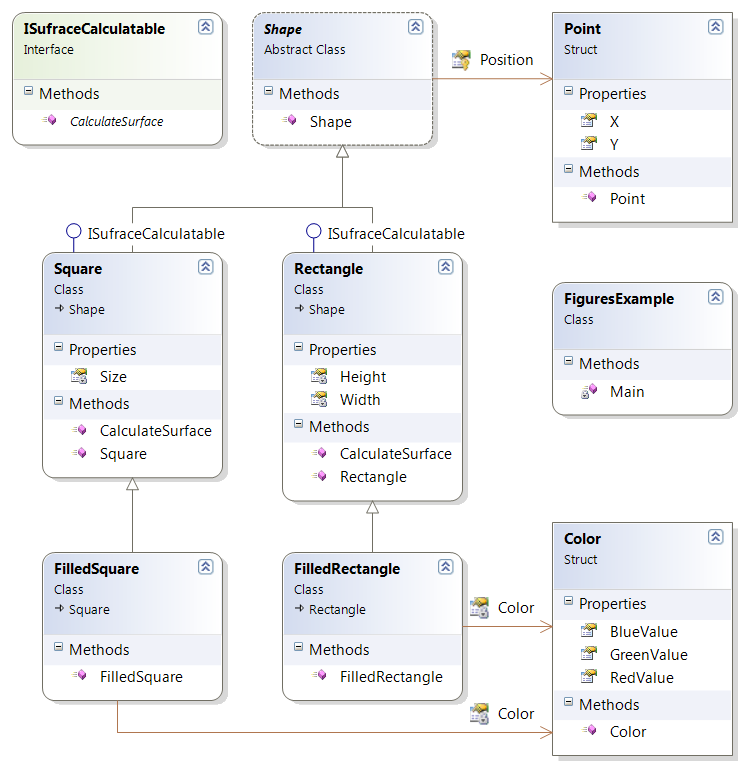 ISufraceCalculatable
Interface
Methods
CalculateSurface
Shape
Abstract Class
Methods
Shape
Position
Point
Struct
Properties
X
Y
Methods
Point
ISufraceCalculatable
Square
Class
Shape
Properties
Size
Methods
CalculateSurface
Square
ISufraceCalculatable
Rectangle
Class
Shape
Properties
Height
Width
Methods
CalculateSurface
Rectangle
FiguresExample
Class
Methods
Main
FilledSquare
Class
Square
Methods
FilledSquare
FilledRectangle
Class
Rectangle
Methods
FilledRectangle
Color
Color
Color
Struct
Properties
BlueValue
GreenValue
RedValue
Methods
Color